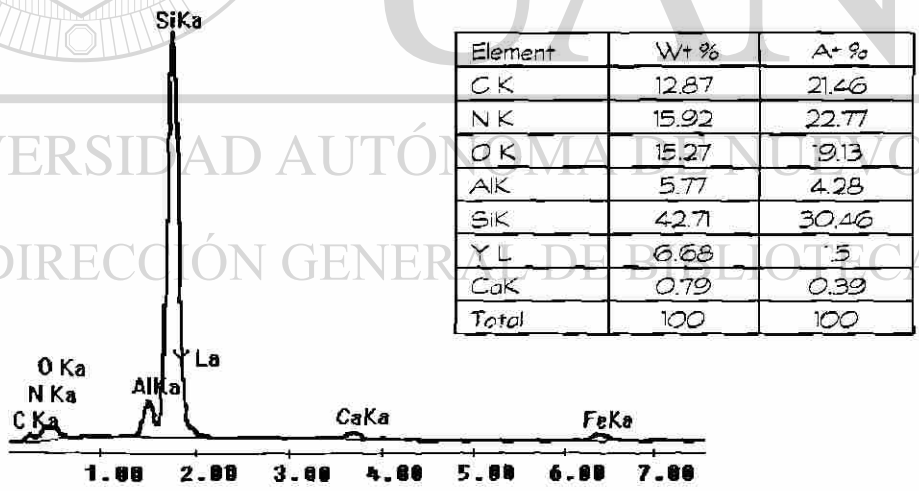 SiKa
Element Wt % At %
C K 12.87 21.46
N K 15.92 22.77
O K 15.27 19.13
AlK 5.77 4.28
SiK 42.71 30.46
Y L 6.68 1.5
CaK 0.79 0.39
Total 100 100
UAN
VERSIDAD AUTÓNOMA DE NUEVO
DIRECCIÓN GENERAL DE BIBLIOTECA
O Ka
N Ka
C Ka
AlKa
Y La
CaKa
FeKa
1.00 2.00 3.00 4.00 5.00 6.00 7.00